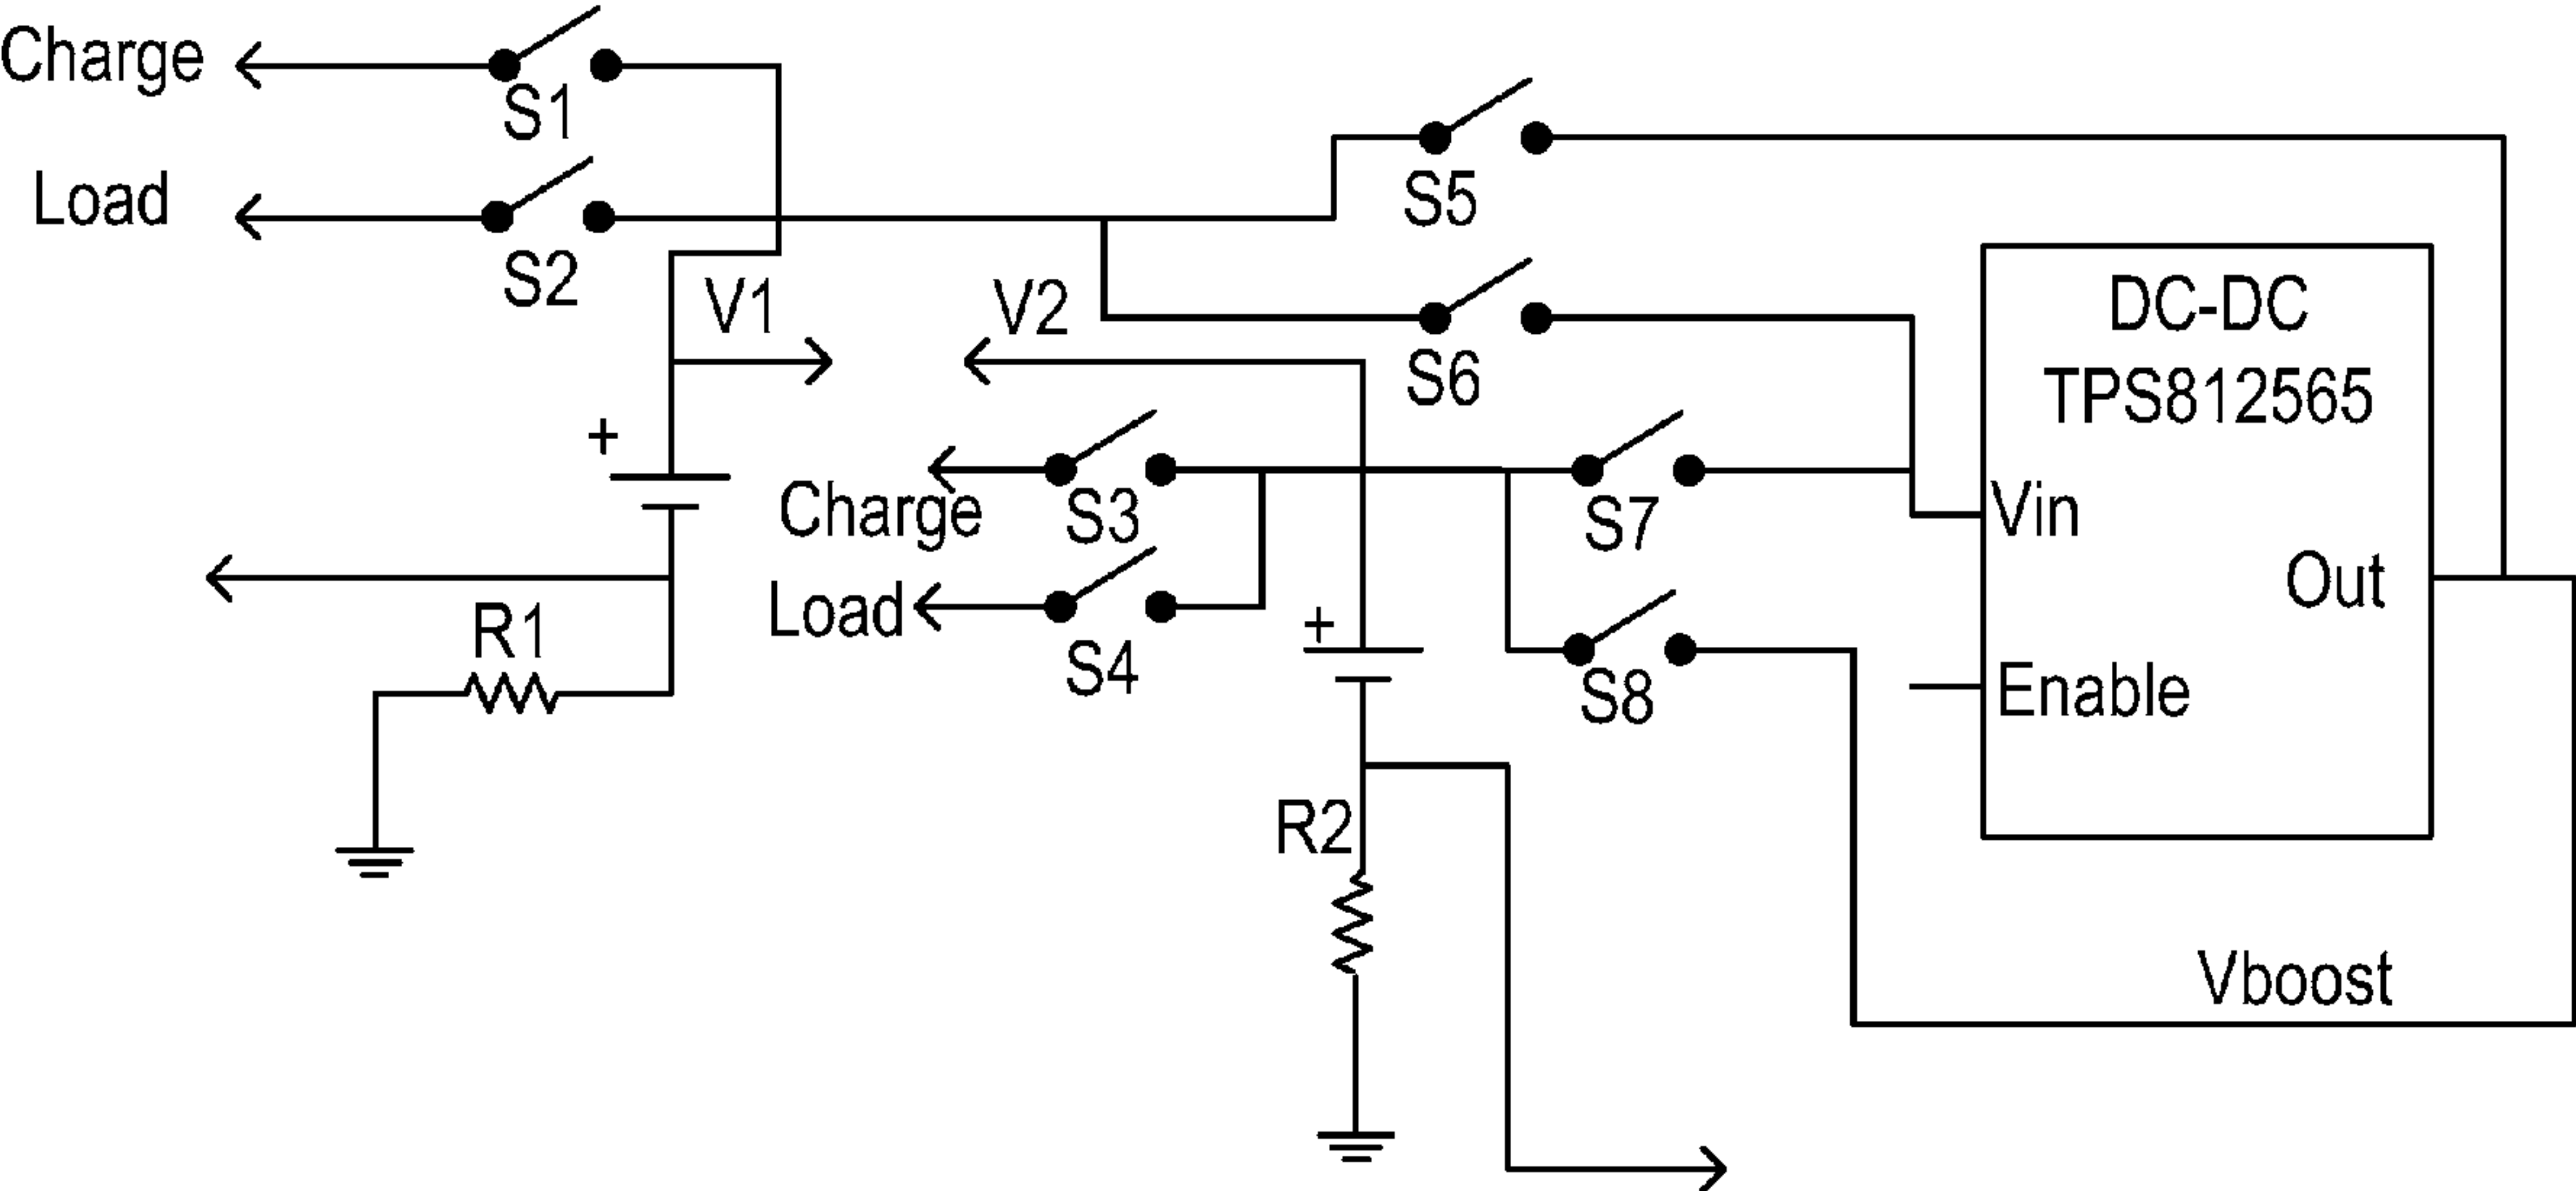 Charge
S1
Load
S2
S5
V1
V2
S6
DC-DC
TPS812565
+
Charge
S3
S7
Vin
Load
S4
Out
R1
+
S8
Enable
R2
Vboost